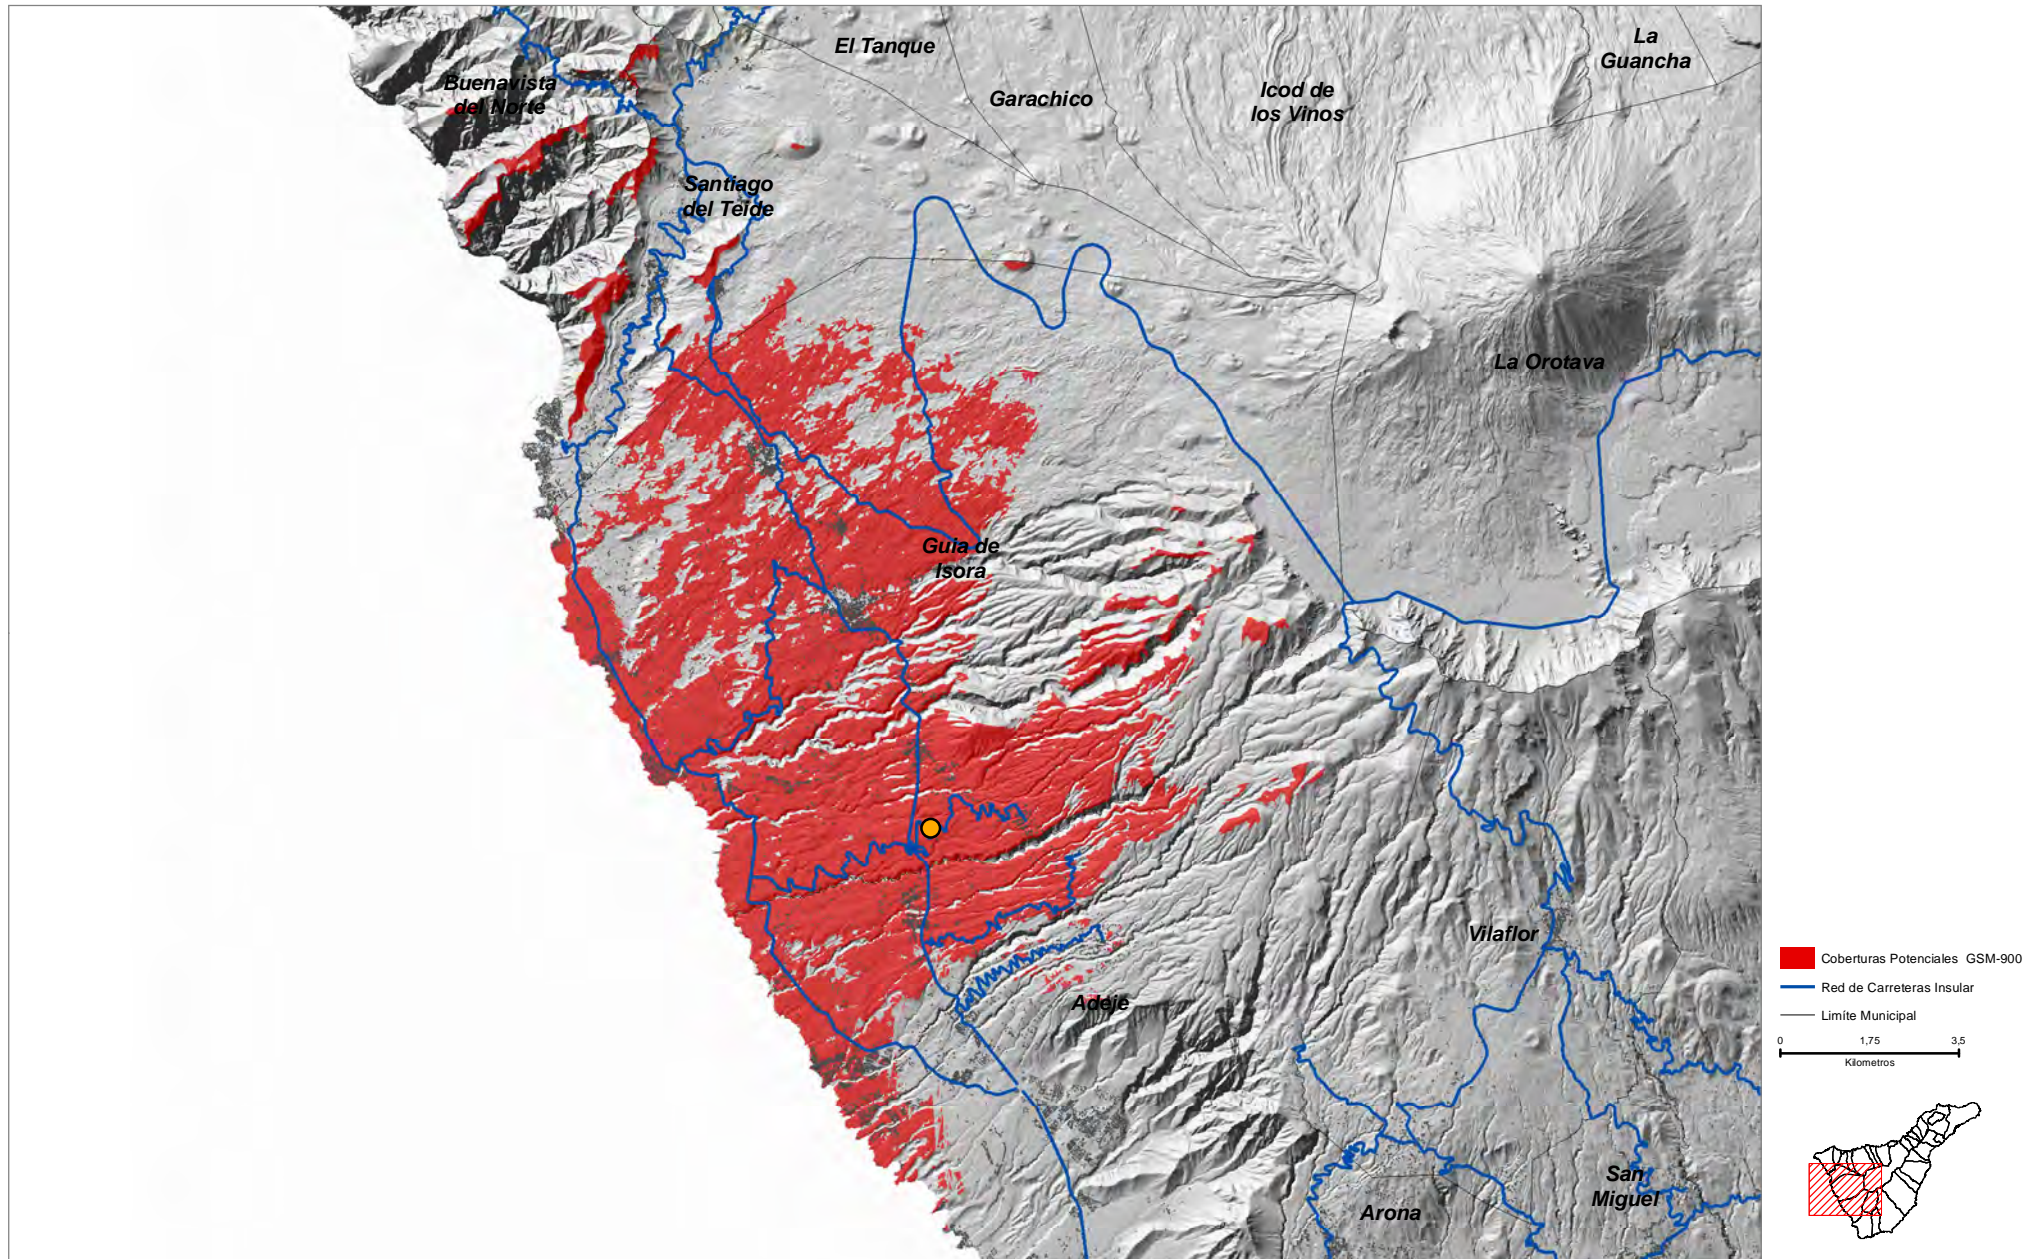 El Tanque
La
Guancha
Buenavista
del Norte
Garachico
Icod de
los Vinos
Santiago
del Teide
La Orotava
Guia de
Isora
Vilaflor
Adeje
San
Miguel
Arona
Coberturas Potenciales GSM-900
Red de Carreteras Insular
Limíte Municipal
0 1,75 3,5
Kilometros